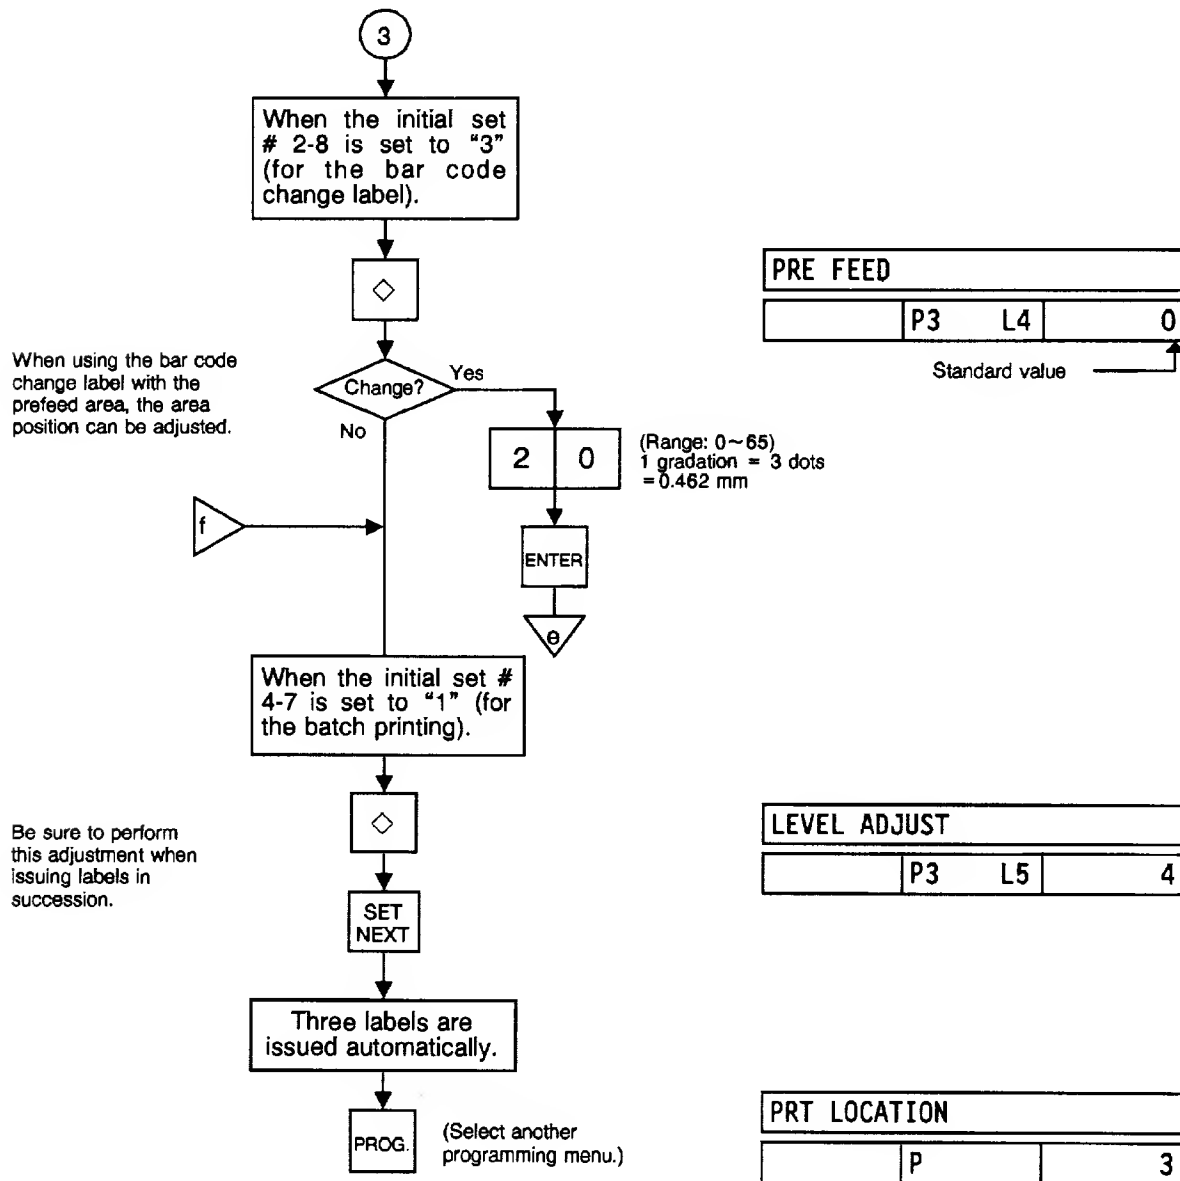 3
When the initial set
# 2-8 is set to "3"
(for the bar code
change label).
◇
PRE FEED
P3 L4 0
Standard value
When using the bar code
change label with the
prefeed area, the area
position can be adjusted.
Change?
Yes
No
2 0
(Range: 0~65)
1 gradation = 3 dots
=0.462 mm
f
ENTER
e
When the initial set #
4-7 is set to "1" (for
the batch printing).
◇
LEVEL ADJUST
P3 L5 4
Be sure to perform
this adjustment when
issuing labels in
succession.
SET
NEXT
Three labels are
issued automatically.
PROG.
(Select another
programming menu.)
PRT LOCATION
P 3